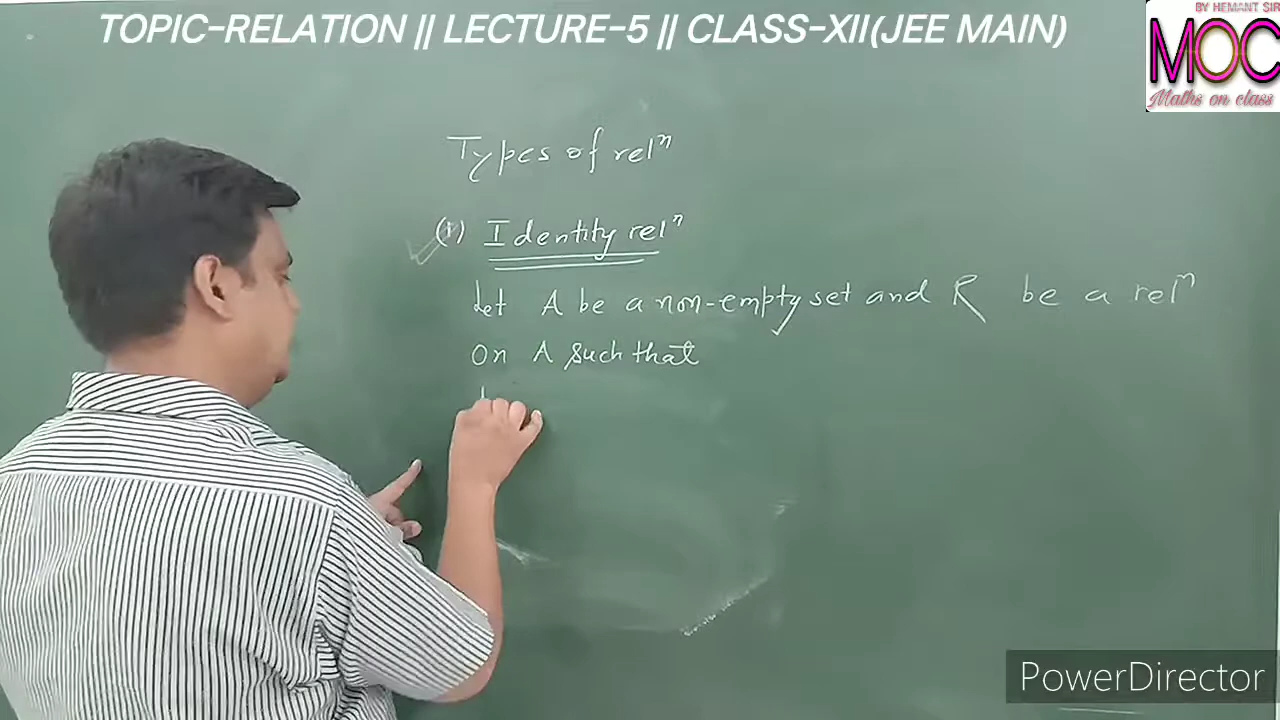 TOPIC-RELATION || LECTURE-5 || CLASS-XII(JEE MAIN)
BY HEMANT SIR
MOC
Maths on class
Types of relⁿ
(1) Identity relⁿ
Let A be a non-empty set and R be a relⁿ
On A such that
PowerDirector